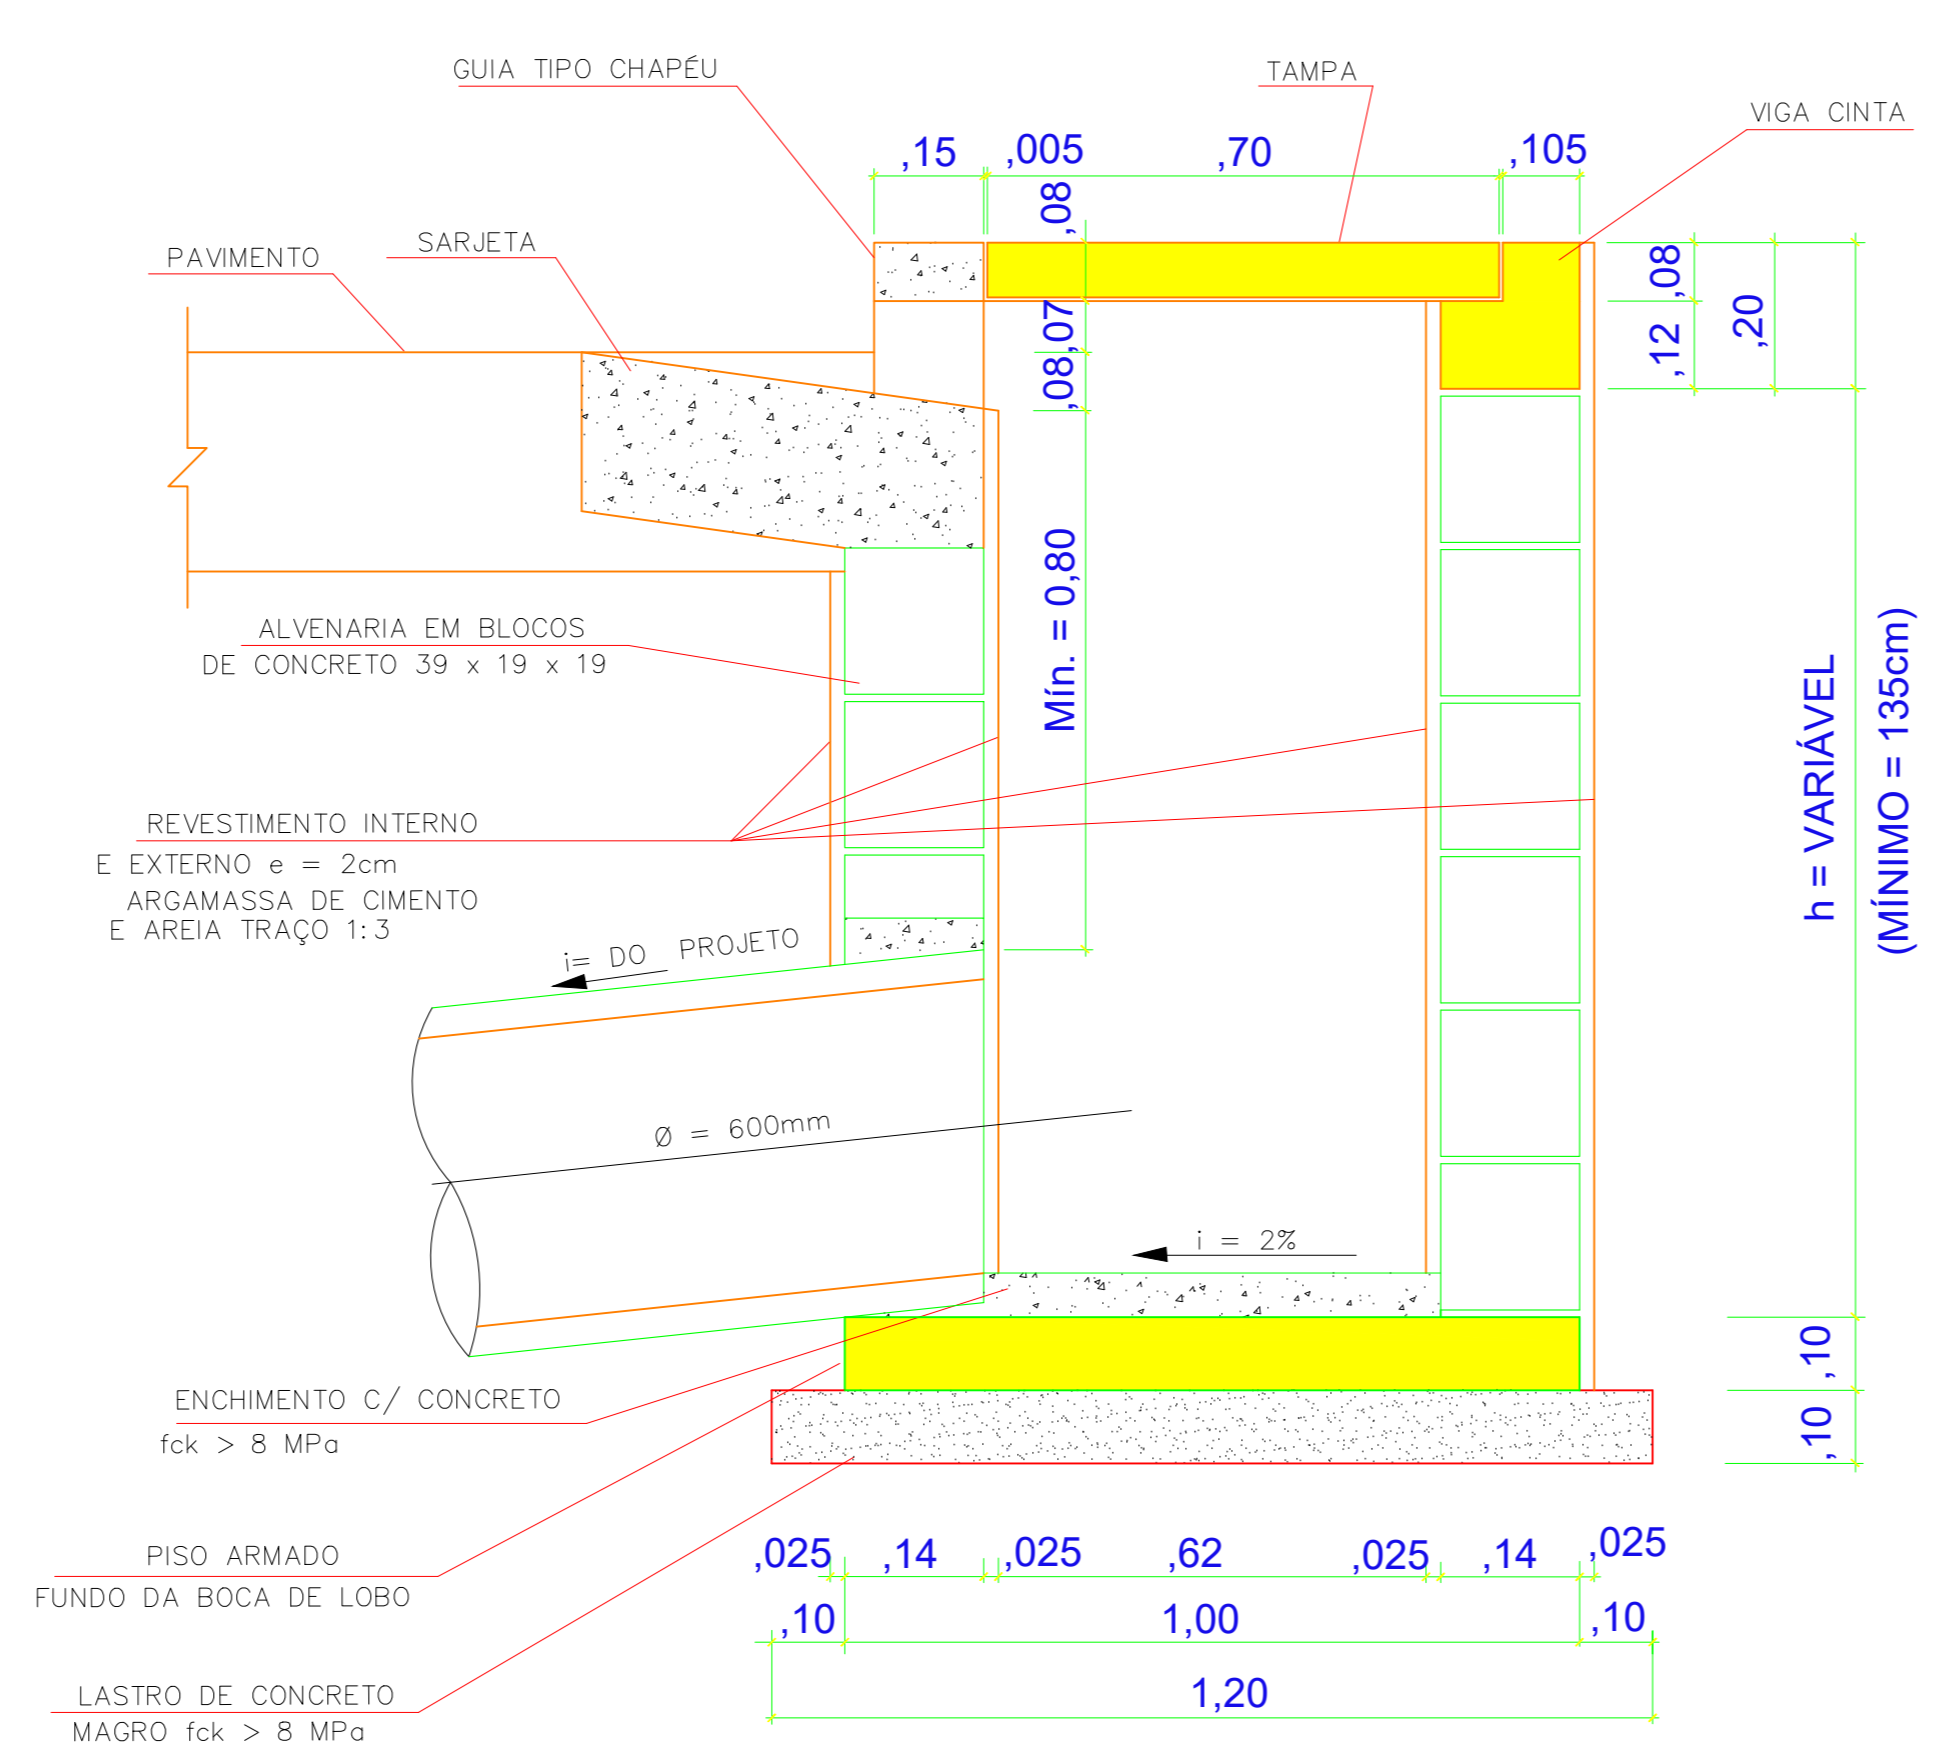 GUIA TIPO CHAPÉU
TAMPA
VIGA CINTA
,15
,005
,70
,105
,08
SARJETA
PAVIMENTO
,07
,08
,08
,12
,20
Mín. = 0,80
ALVENARIA EM BLOCOS
DE CONCRETO 39 x 19 x 19
h = VARIÁVEL
(MÍNIMO = 135cm)
REVESTIMENTO INTERNO
E EXTERNO e = 2cm
ARGAMASSA DE CIMENTO
E AREIA TRAÇO 1:3
i= DO PROJETO
Ø = 600mm
i = 2%
,10
,10
ENCHIMENTO C/ CONCRETO
fck > 8 MPa
PISO ARMADO
FUNDO DA BOCA DE LOBO
,025
,14
,025
,62
,025
,14
,025
,10
1,00
,10
1,20
LASTRO DE CONCRETO
MAGRO fck > 8 MPa